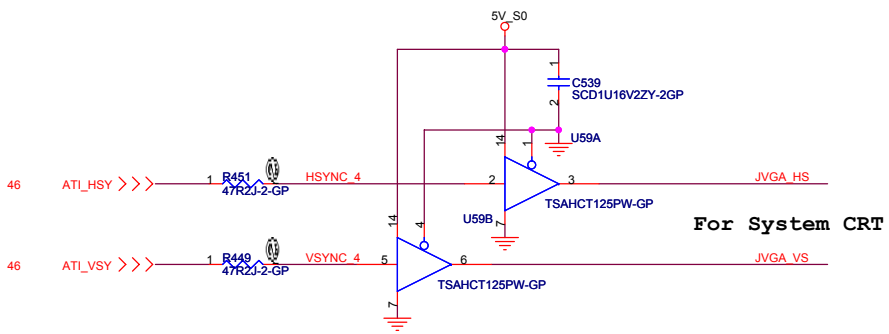 5V_S0
1
C539
SCD1U16V2ZY-2GP
2
U59A
14
1
46
ATI_HSY
1
R451
47R2J-2-GP
HSYNC_4
2
3
JVGA_HS
TSAHCT125PW-GP
14
4
U59B
7
For System CRT
46
ATI_VSY
1
R449
47R2J-2-GP
VSYNC_4
5
6
JVGA_VS
TSAHCT125PW-GP
7